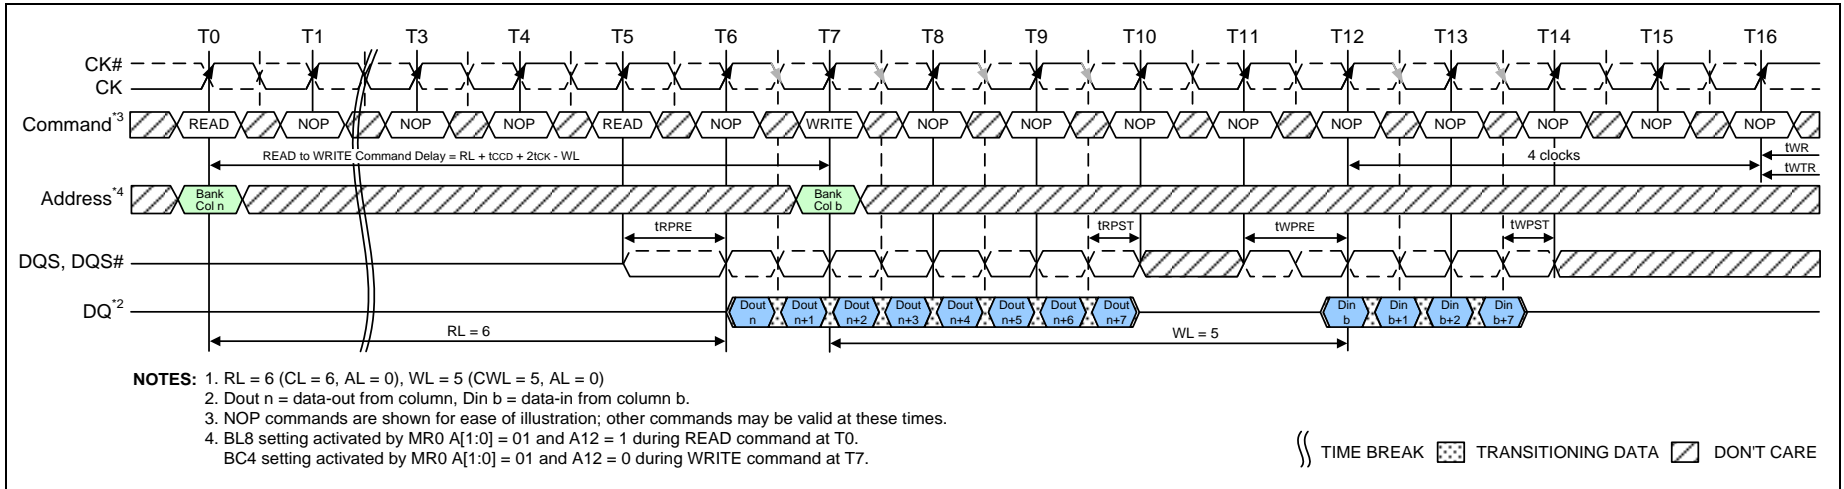 T0 T1 T3 T4 T5 T6 T7 T8 T9 T10 T11 T12 T13 T14 T15 T16
CK#
CK
Command*3 READ NOP NOP NOP READ NOP WRITE NOP NOP NOP NOP NOP NOP NOP NOP NOP
READ to WRITE Command Delay = RL + tCCD + 2tCK - WL
4 clocks
tWR
tWTR
Address*4
Bank
Col n
Bank
Col b
tRPRE tRPST tWPRE tWPST
DQS, DQS#
DQ*2
Dout
n
Dout
n+1
Dout
n+2
Dout
n+3
Dout
n+4
Dout
n+5
Dout
n+6
Dout
n+7
Din
b
Din
b+1
Din
b+2
Din
b+7
RL = 6
WL = 5
NOTES: 1. RL = 6 (CL = 6, AL = 0), WL = 5 (CWL = 5, AL = 0)
2. Dout n = data-out from column, Din b = data-in from column b.
3. NOP commands are shown for ease of illustration; other commands may be valid at these times.
4. BL8 setting activated by MR0 A[1:0] = 01 and A12 = 1 during READ command at T0.
BC4 setting activated by MR0 A[1:0] = 01 and A12 = 0 during WRITE command at T7.
TIME BREAK TRANSITIONING DATA DON'T CARE